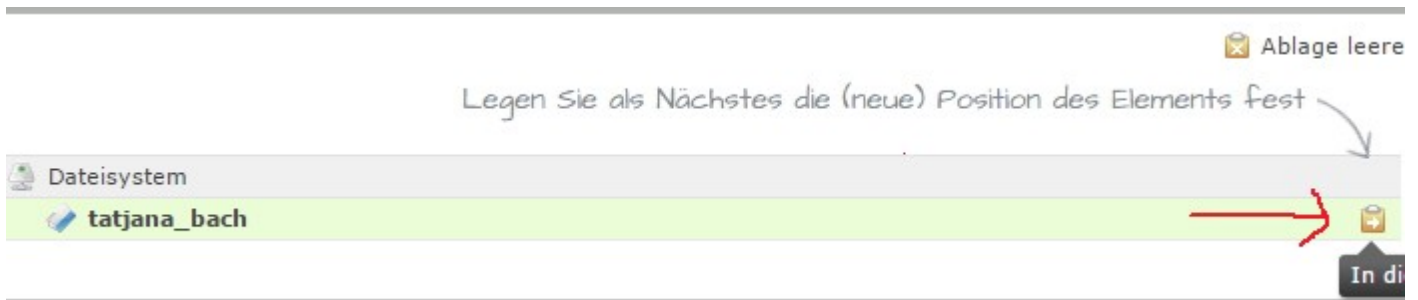 Ablage leere
Legen Sie als Nächstes die (neue) Position des Elements fest
Dateisystem
tatjana_bach
In di